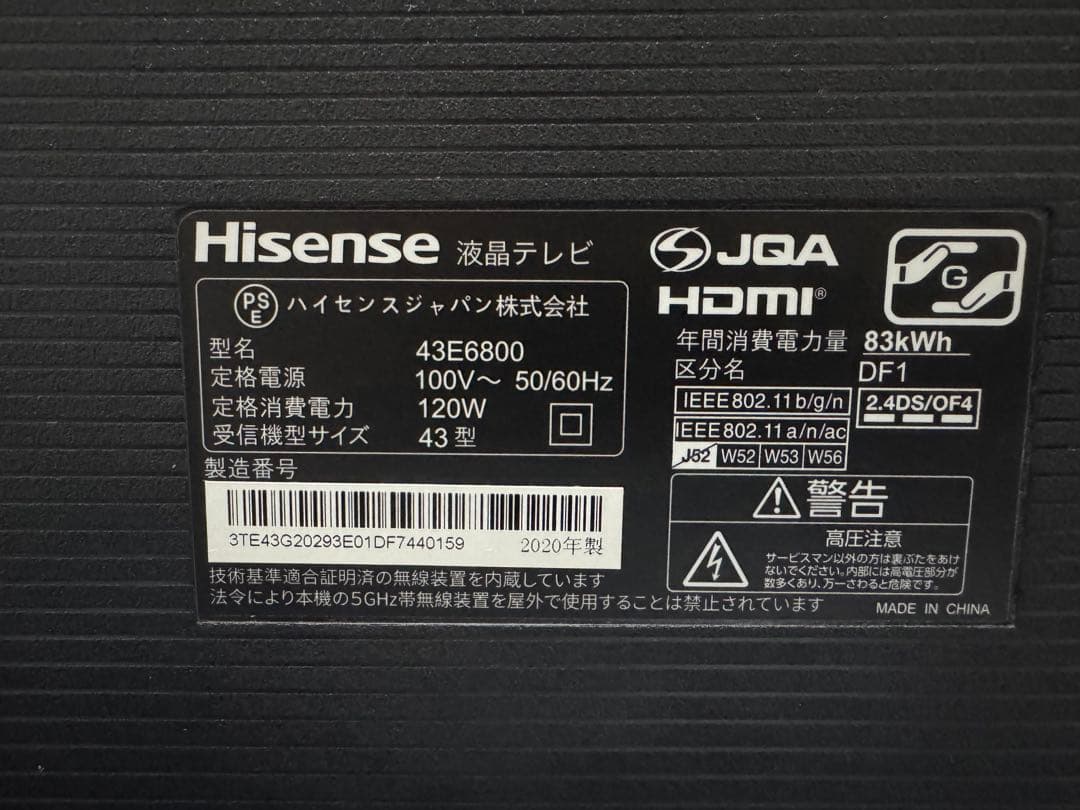 Hisense 液晶テレビ
PSE ハイセンスジャパン株式会社
型名 43E6800
定格電源 100V～ 50/60Hz
定格消費電力 120W
受信機型サイズ 43型
製造番号
3TE43G20293E01DF7440159 2020年製
技術基準適合証明済の無線装置を内蔵しています
法令により本機の5GHz帯無線装置を屋外で使用することは禁止されています
JQA
HDMI®
G
年間消費電力量 83kWh
区分名 DF1
IEEE802.11b/g/n
2.4DS/OF4
IEEE802.11a/n/ac
J52 W52 W53 W56
警告
高圧注意
サービスマン以外の方は裏ぶたをあけ
ないでください。内部には高電圧部分が
数多くあり、万一さわると危険です。
MADE IN CHINA